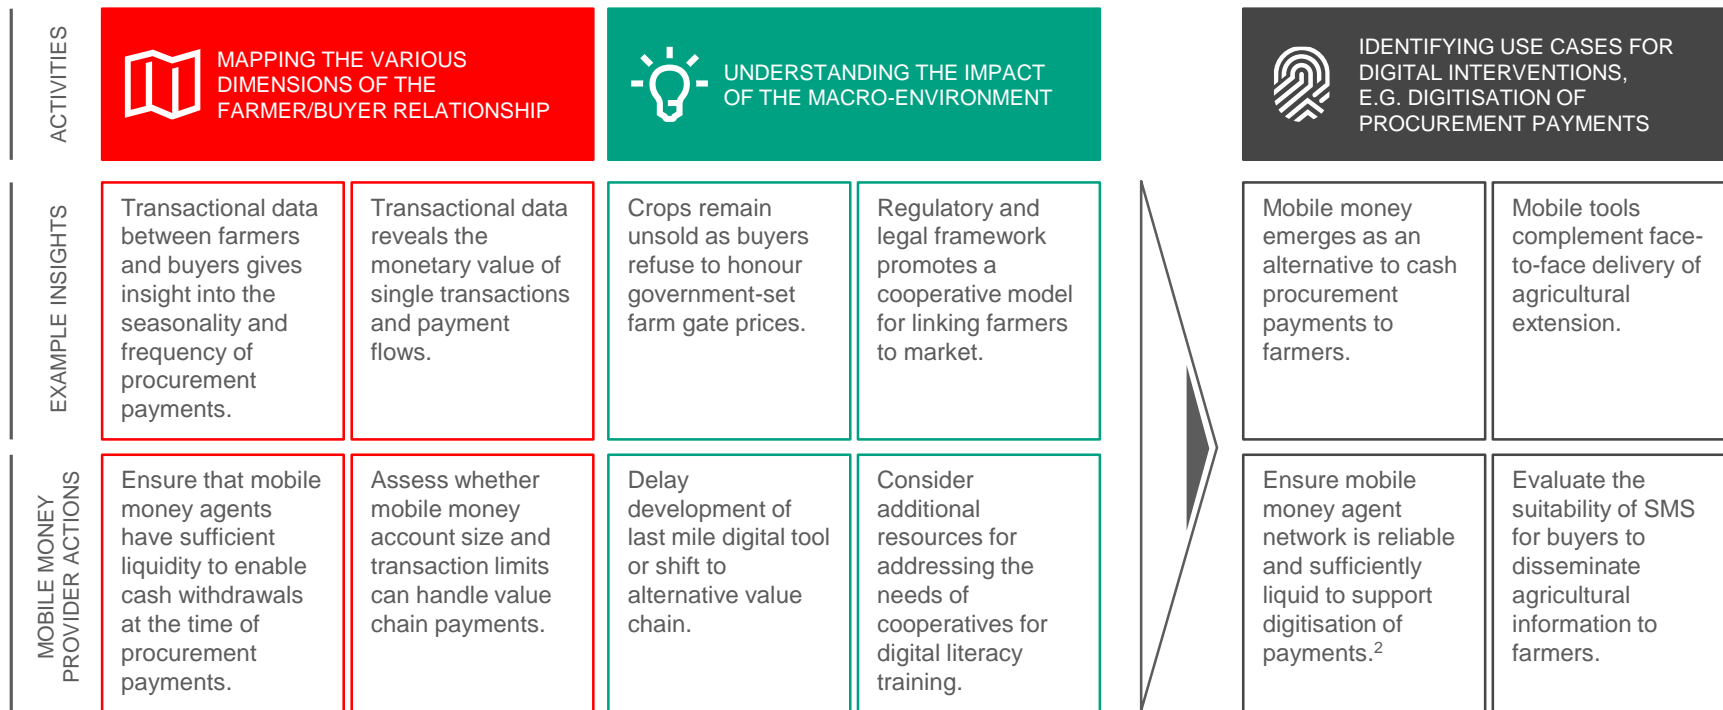 ACTIVITIES
MAPPING THE VARIOUS
DIMENSIONS OF THE
FARMER/BUYER RELATIONSHIP
UNDERSTANDING THE IMPACT
OF THE MACRO-ENVIRONMENT
IDENTIFYING USE CASES FOR
DIGITAL INTERVENTIONS,
E.G. DIGITISATION OF
PROCUREMENT PAYMENTS
EXAMPLE INSIGHTS
Transactional data
between farmers
and buyers gives
insight into the
seasonality and
frequency of
procurement
payments.
Transactional data
reveals the
monetary value of
single transactions
and payment
flows.
Crops remain
unsold as buyers
refuse to honour
government-set
farm gate prices.
Regulatory and
legal framework
promotes a
cooperative model
for linking farmers
to market.
Mobile money
emerges as an
alternative to cash
procurement
payments to
farmers.
Mobile tools
complement face-
to-face delivery of
agricultural
extension.
MOBILE MONEY
PROVIDER ACTIONS
Ensure that mobile
money agents
have sufficient
liquidity to enable
cash withdrawals
at the time of
procurement
payments.
Assess whether
mobile money
account size and
transaction limits
can handle value
chain payments.
Delay
development of
last mile digital tool
or shift to
alternative value
chain.
Consider
additional
resources for
addressing the
needs of
cooperatives for
digital literacy
training.
Ensure mobile
money agent
network is reliable
and sufficiently
liquid to support
digitisation of
payments.²
Evaluate the
suitability of SMS
for buyers to
disseminate
agricultural
information to
farmers.